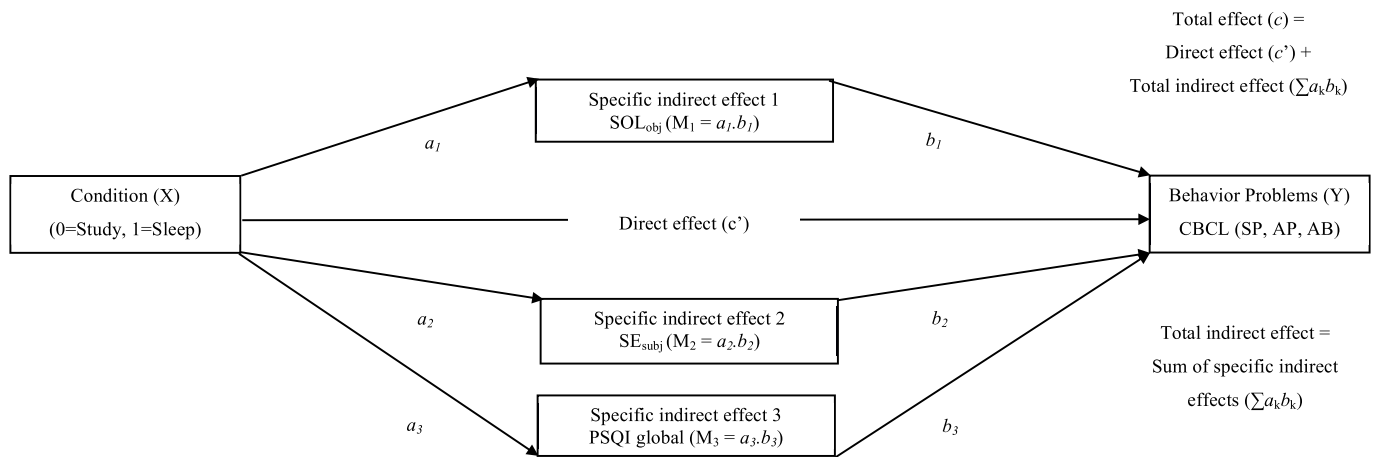 Total effect (c) =
Direct effect (c’) +
Total indirect effect (∑aₖbₖ)
Specific indirect effect 1
SOLobj (M₁ = a₁.b₁)
a₁
b₁
Condition (X)
(0=Study, 1=Sleep)
Direct effect (c’)
Behavior Problems (Y)
CBCL (SP, AP, AB)
a₂
Specific indirect effect 2
SEsubj (M₂ = a₂.b₂)
b₂
Total indirect effect =
Sum of specific indirect
effects (∑aₖbₖ)
a₃
Specific indirect effect 3
PSQI global (M₃ = a₃.b₃)
b₃